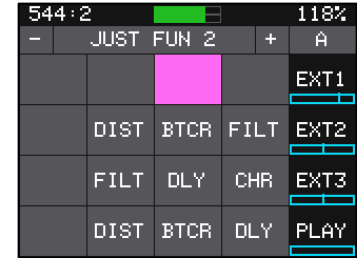 544:2 118%
- JUST FUN 2 + A
EXT1
DIST BTCR FILT EXT2
FILT DLY CHR EXT3
DIST BTCR DLY PLAY